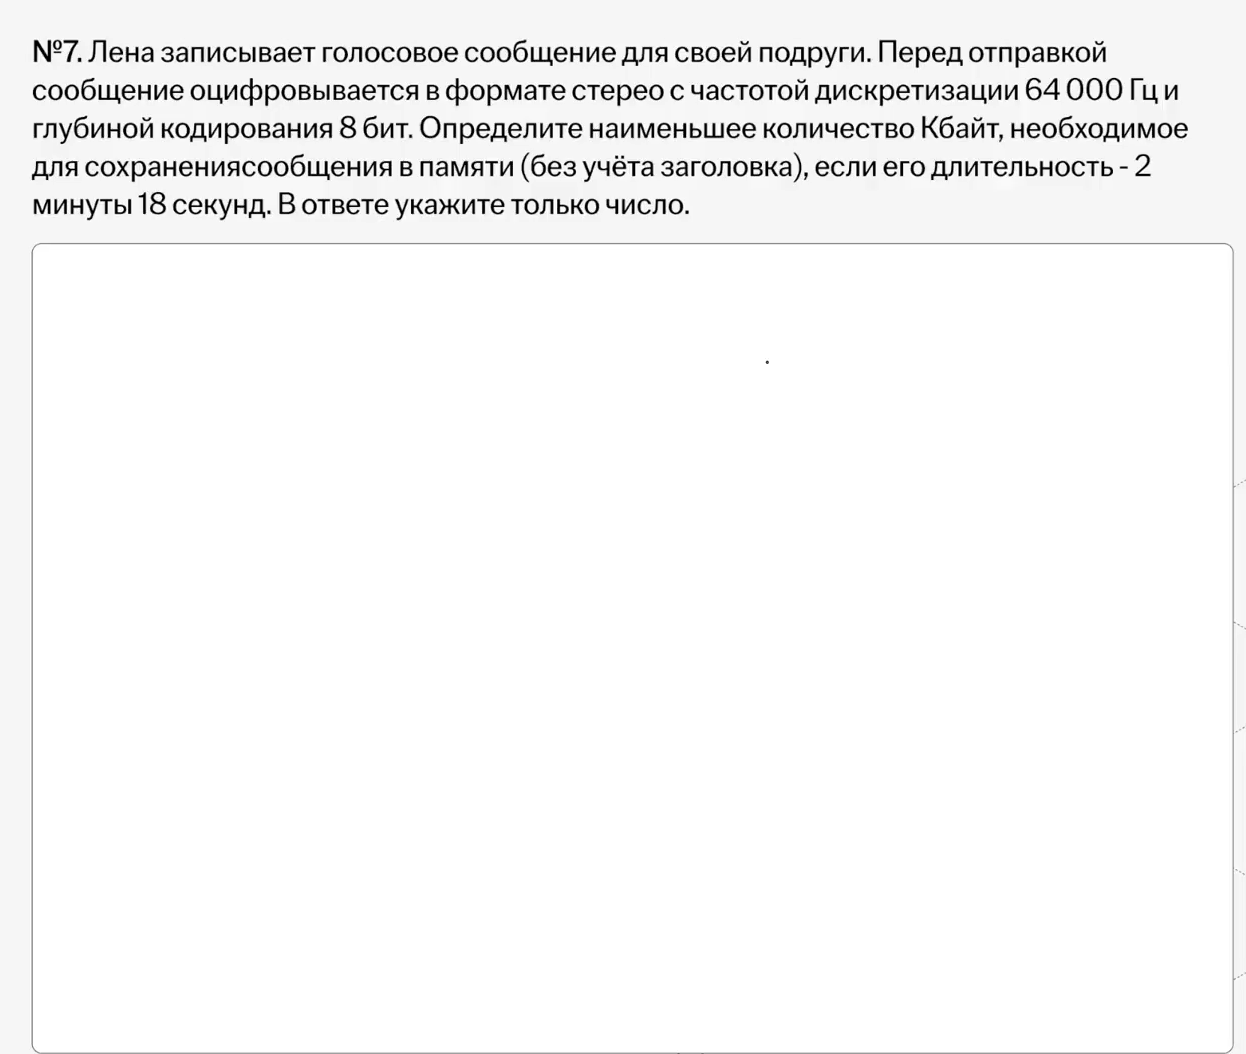 №7. Лена записывает голосовое сообщение для своей подруги. Перед отправкой
сообщение оцифровывается в формате стерео с частотой дискретизации 64 000 Гц и
глубиной кодирования 8 бит. Определите наименьшее количество Кбайт, необходимое
для сохранениясообщения в памяти (без учёта заголовка), если его длительность - 2
минуты 18 секунд. В ответе укажите только число.